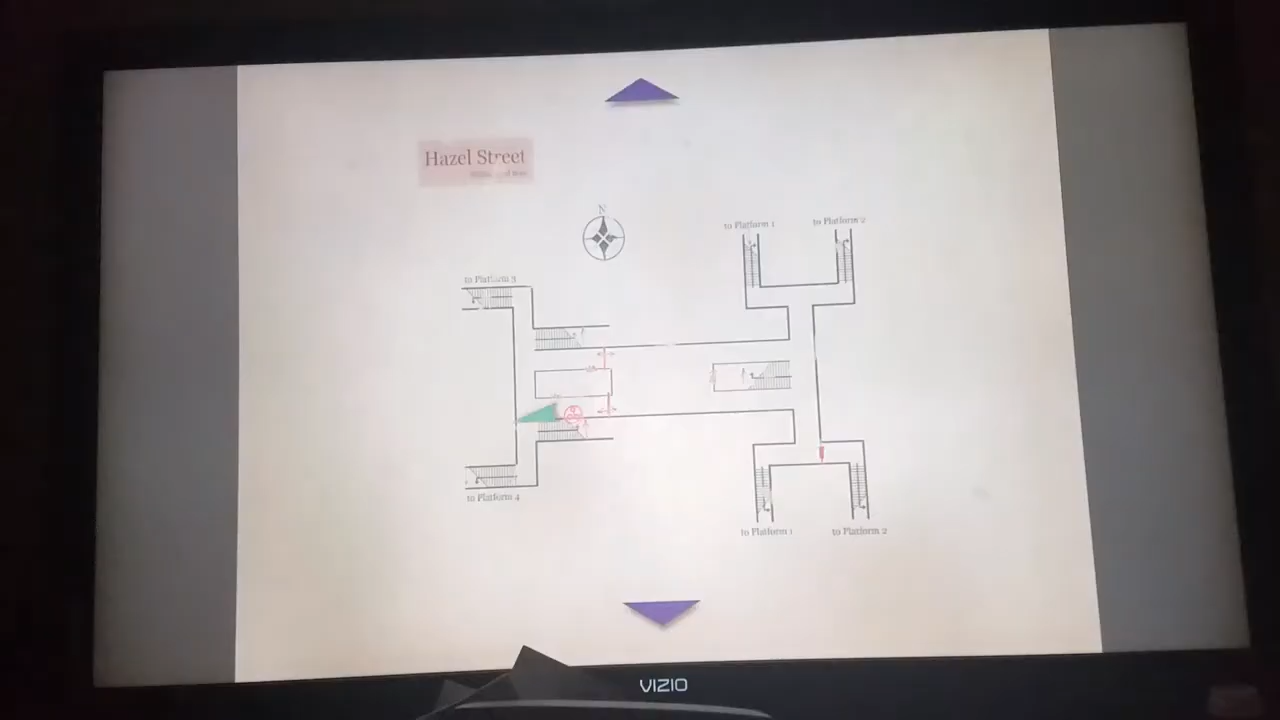 Hazel Street
N
to Platform 1
to Platform 2
to Platform 3
to Platform 4
to Platform 1
to Platform 2
VIZIO